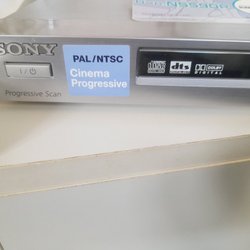 SONY
PAL/NTSC
Cinema
Progressive
I/
dts
DOLBY
DIGITAL
Progressive Scan